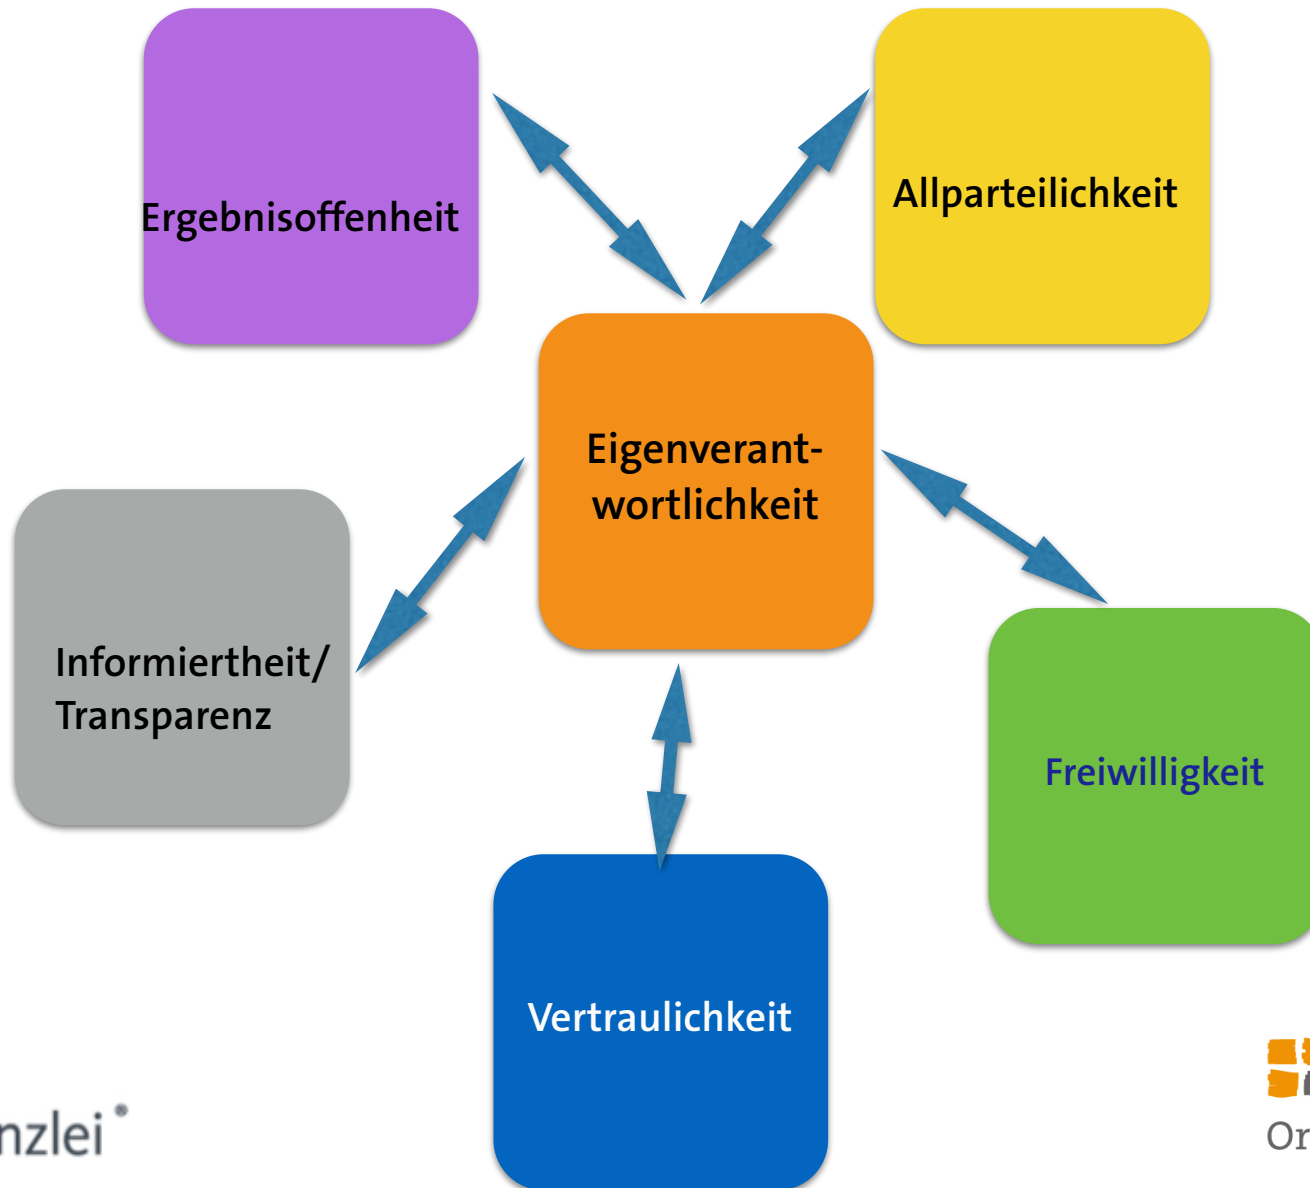 Ergebnisoffenheit
Allparteilichkeit
Eigenverant-
wortlichkeit
Informiertheit/
Transparenz
Freiwilligkeit
Vertraulichkeit
nzlei®
Or